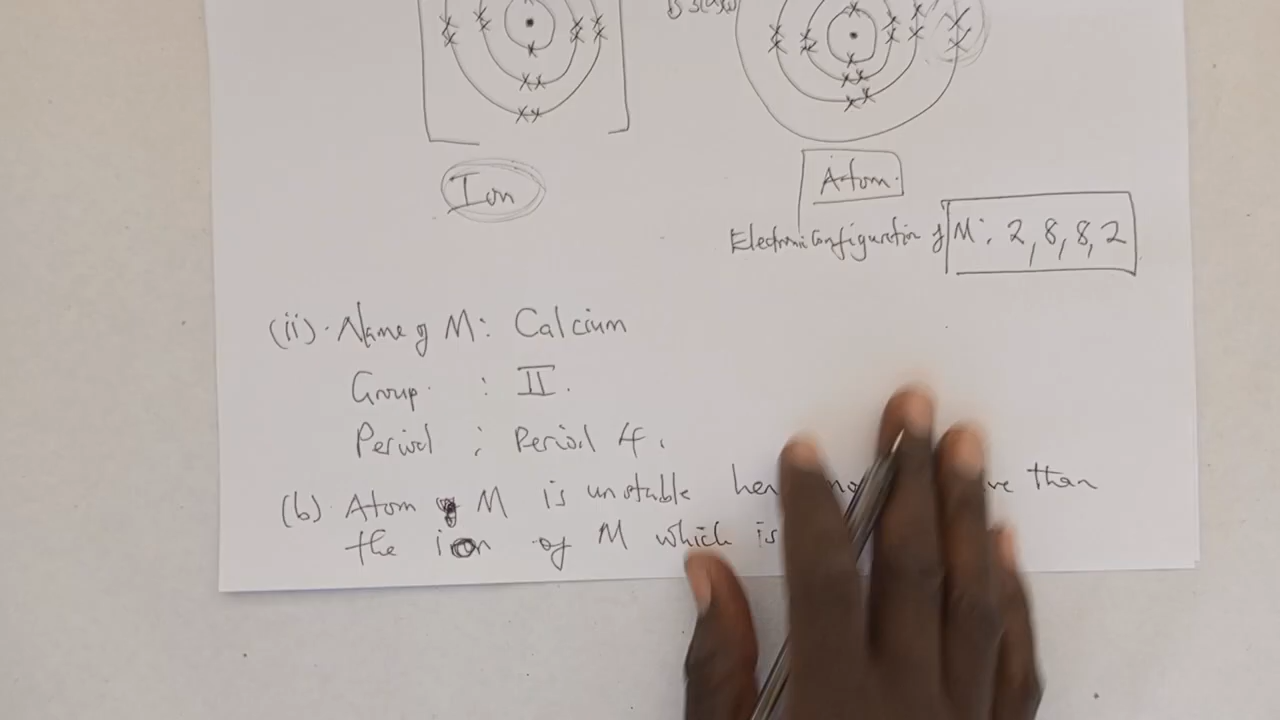 Ion
Atom.
Electronic Configuration of M: 2,8,8,2
(ii). Name of M: Calcium
Group : II.
Period : Period 4.
(b) Atom of M is unstable than
the ion of M which is